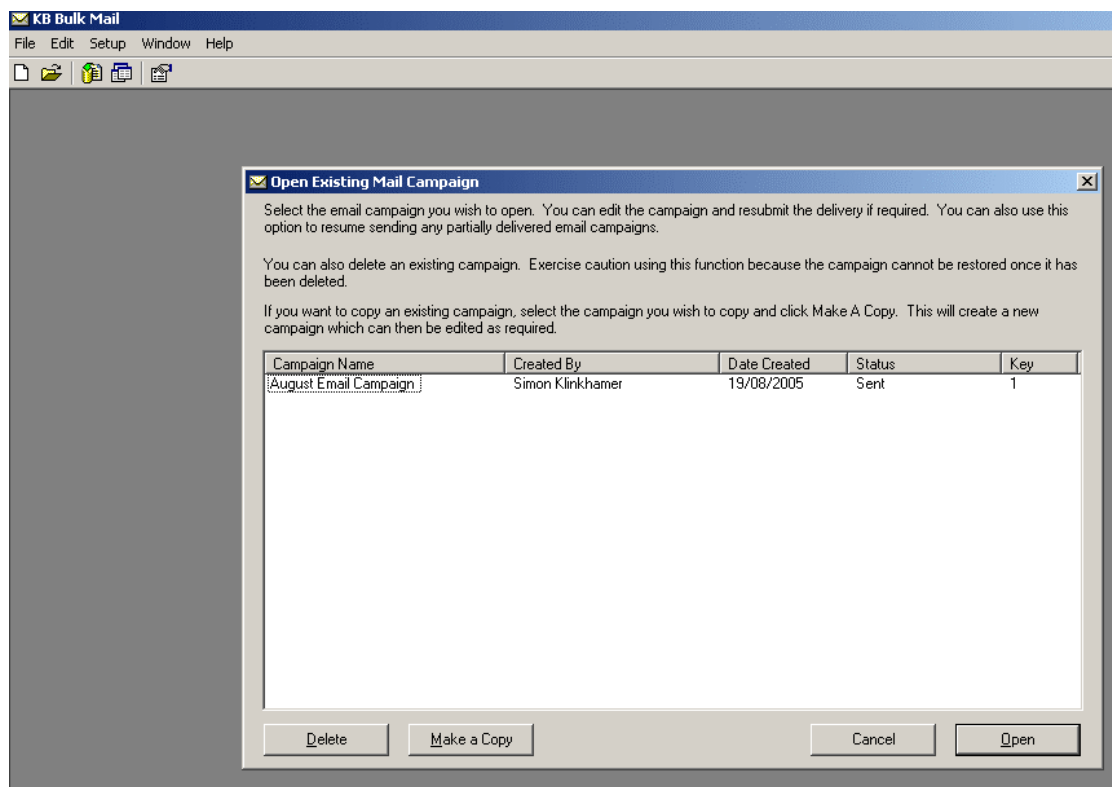 KB Bulk Mail
File Edit Setup Window Help
Open Existing Mail Campaign
Select the email campaign you wish to open. You can edit the campaign and resubmit the delivery if required. You can also use this
option to resume sending any partially delivered email campaigns.
You can also delete an existing campaign. Exercise caution using this function because the campaign cannot be restored once it has
been deleted.
If you want to copy an existing campaign, select the campaign you wish to copy and click Make A Copy. This will create a new
campaign which can then be edited as required.
Campaign Name Created By Date Created Status Key
August Email Campaign Simon Klinkhamer 19/08/2005 Sent 1
Delete Make a Copy Cancel Open